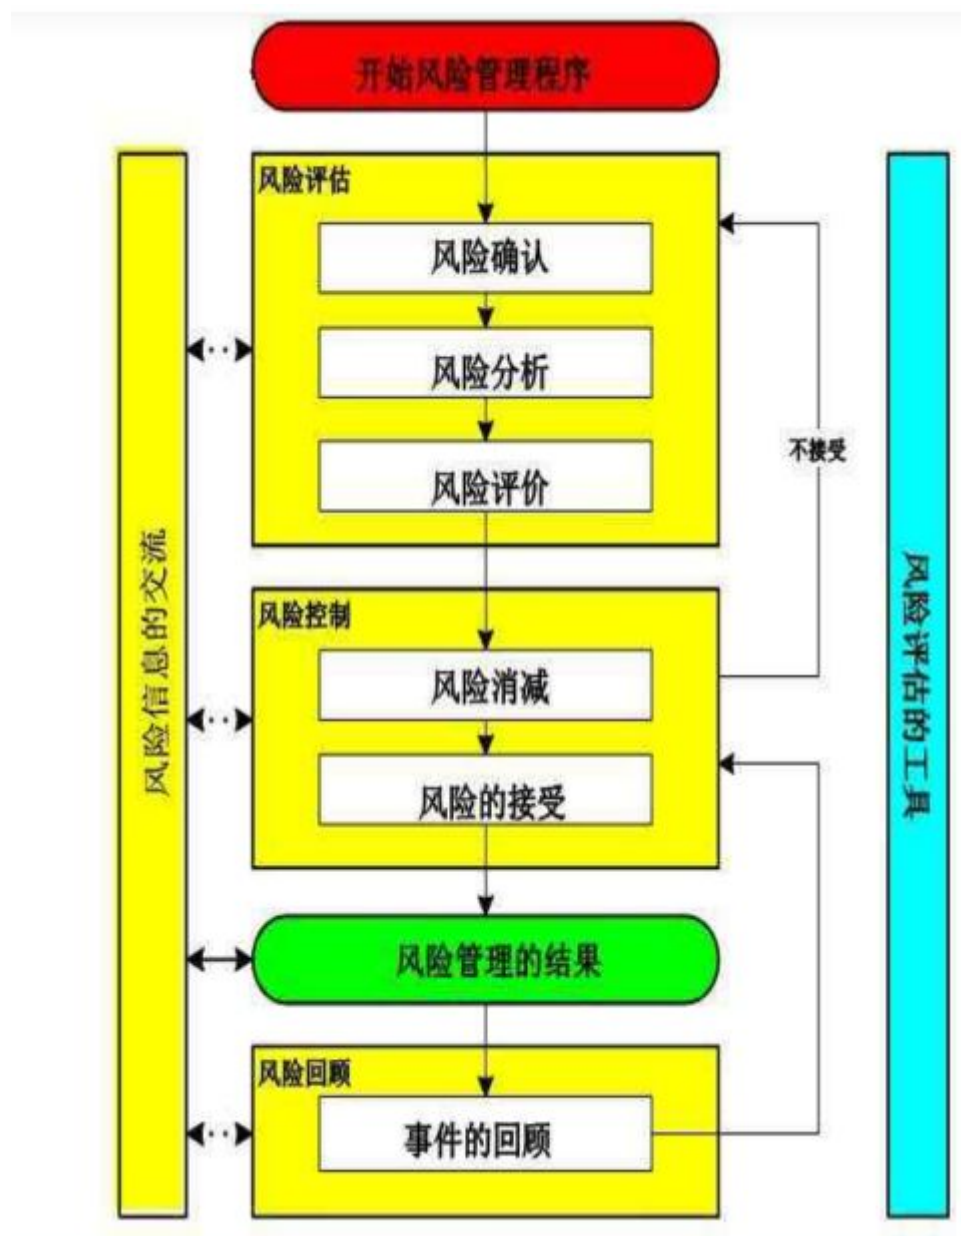 开始风险管理程序
风险评估
风险确认
风险分析
风险评价
不接受
风险控制
风险消减
风险的接受
风险管理的结果
风险回顾
事件的回顾
风险信息的交流
风险评估的工具